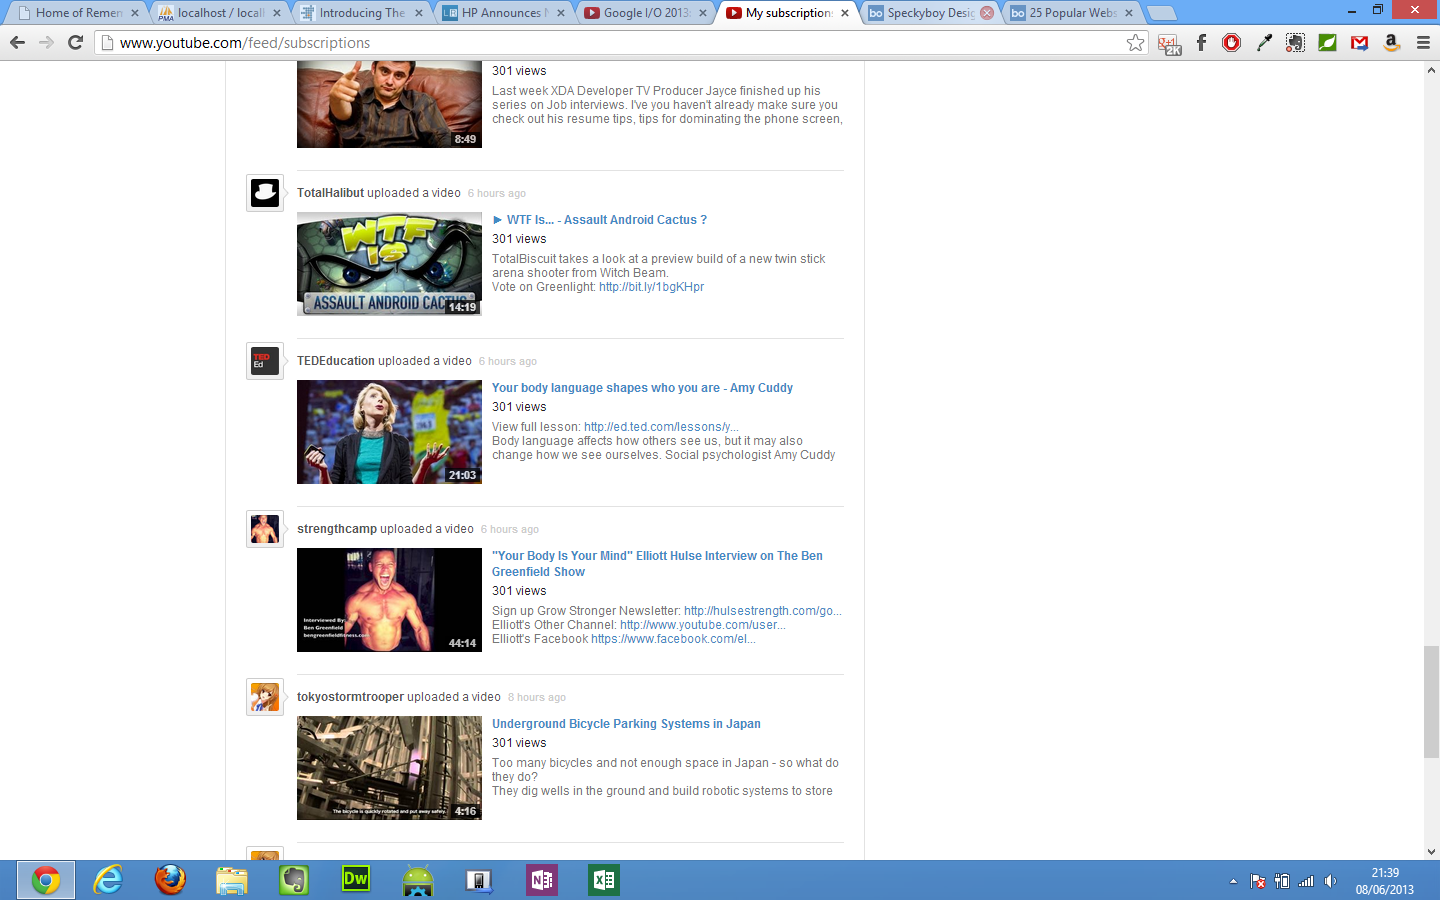 Home of Remem
localhost / locall
Introducing The
HP Announces N
Google I/O 2013:
My subscriptions
Speckyboy Desig
25 Popular Webs
www.youtube.com/feed/subscriptions
301 views
Last week XDA Developer TV Producer Jayce finished up his
series on Job interviews. I've you haven't already make sure you
check out his resume tips, tips for dominating the phone screen,
8:49
TotalHalibut uploaded a video 6 hours ago
WTF IS
ASSAULT ANDROID CACTUS
14:19
► WTF Is... - Assault Android Cactus ?
301 views
TotalBiscuit takes a look at a preview build of a new twin stick
arena shooter from Witch Beam.
Vote on Greenlight: http://bit.ly/1bgKHpr
TED
Ed
TEDEducation uploaded a video 6 hours ago
21:03
Your body language shapes who you are - Amy Cuddy
301 views
View full lesson: http://ed.ted.com/lessons/y...
Body language affects how others see us, but it may also
change how we see ourselves. Social psychologist Amy Cuddy
strengthcamp uploaded a video 6 hours ago
Interviewed By:
Ben Greenfield
bengreenfieldfitness.com
44:14
"Your Body Is Your Mind" Elliott Hulse Interview on The Ben
Greenfield Show
301 views
Sign up Grow Stronger Newsletter: http://hulsestrength.com/go...
Elliott's Other Channel: http://www.youtube.com/user...
Elliott's Facebook https://www.facebook.com/el...
tokyostormtrooper uploaded a video 8 hours ago
The bicycle is quickly rotated and put away safely.
4:16
Underground Bicycle Parking Systems in Japan
301 views
Too many bicycles and not enough space in Japan - so what do
they do?
They dig wells in the ground and build robotic systems to store
Dw
21:39
08/06/2013